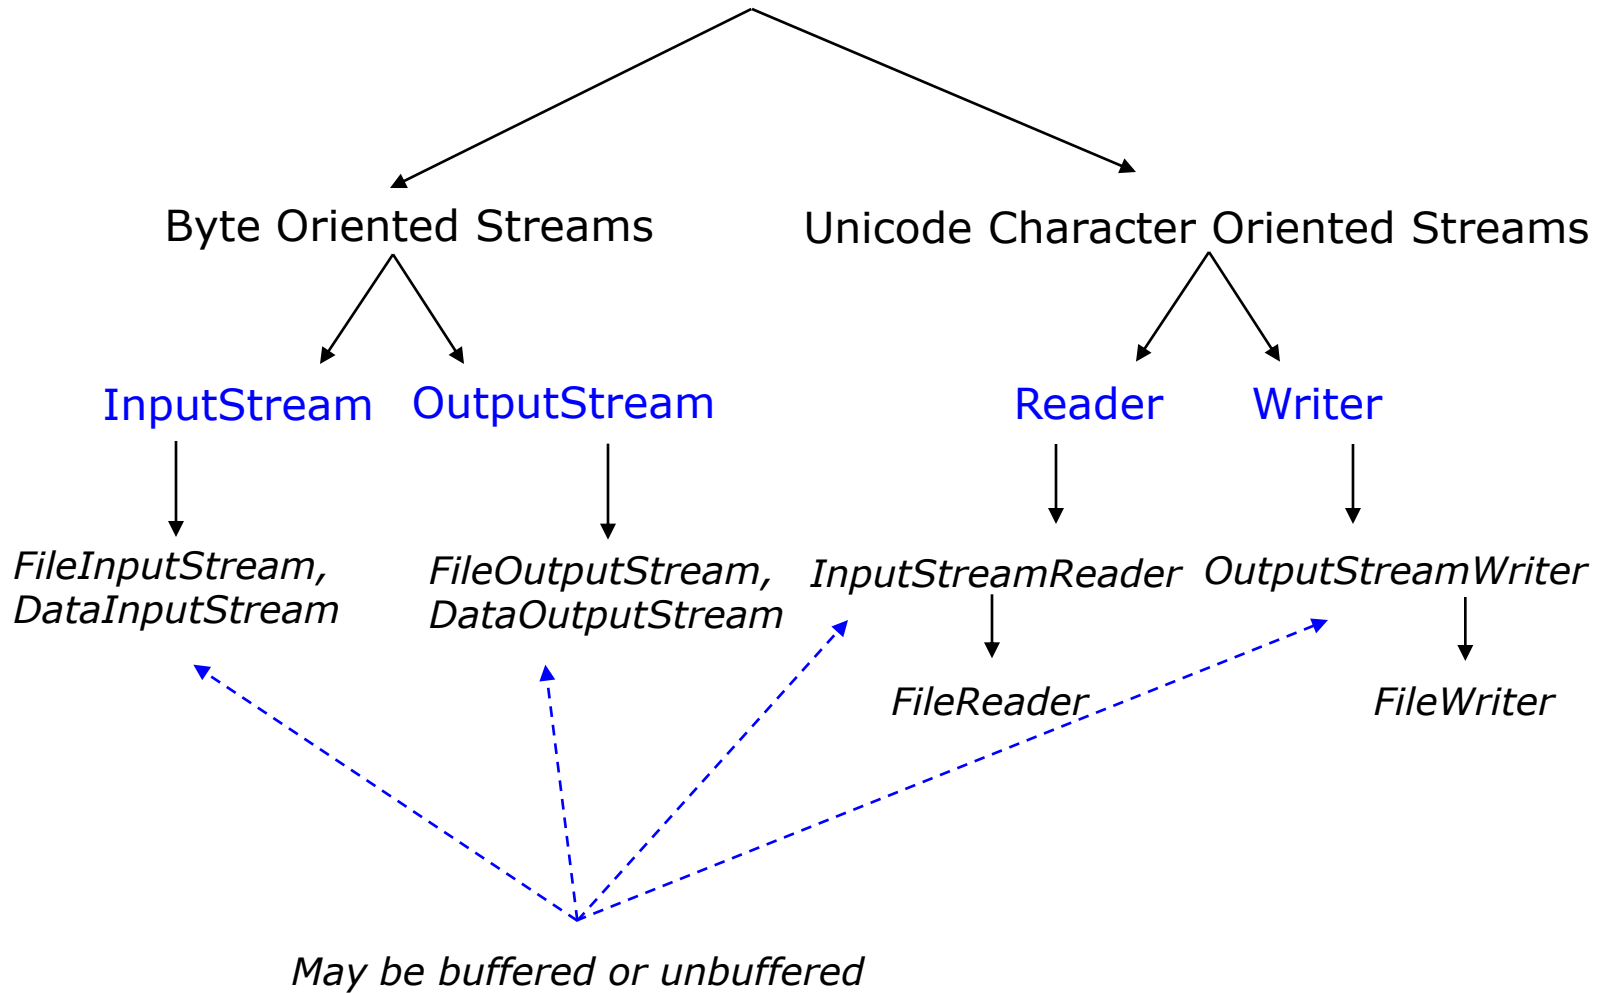 Byte Oriented Streams
Unicode Character Oriented Streams
InputStream
OutputStream
Reader
Writer
FileInputStream,
DataInputStream
FileOutputStream,
DataOutputStream
InputStreamReader
OutputStreamWriter
FileReader
FileWriter
May be buffered or unbuffered